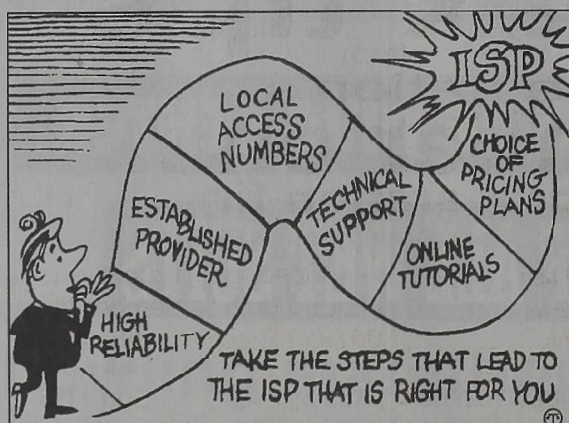 ISP
LOCAL
ACCESS
NUMBERS
CHOICE
OF
PRICING
PLANS
TECHNICAL
SUPPORT
ESTABLISHED
PROVIDER
ONLINE
TUTORIALS
HIGH
RELIABILITY
TAKE THE STEPS THAT LEAD TO
THE ISP THAT IS RIGHT FOR YOU